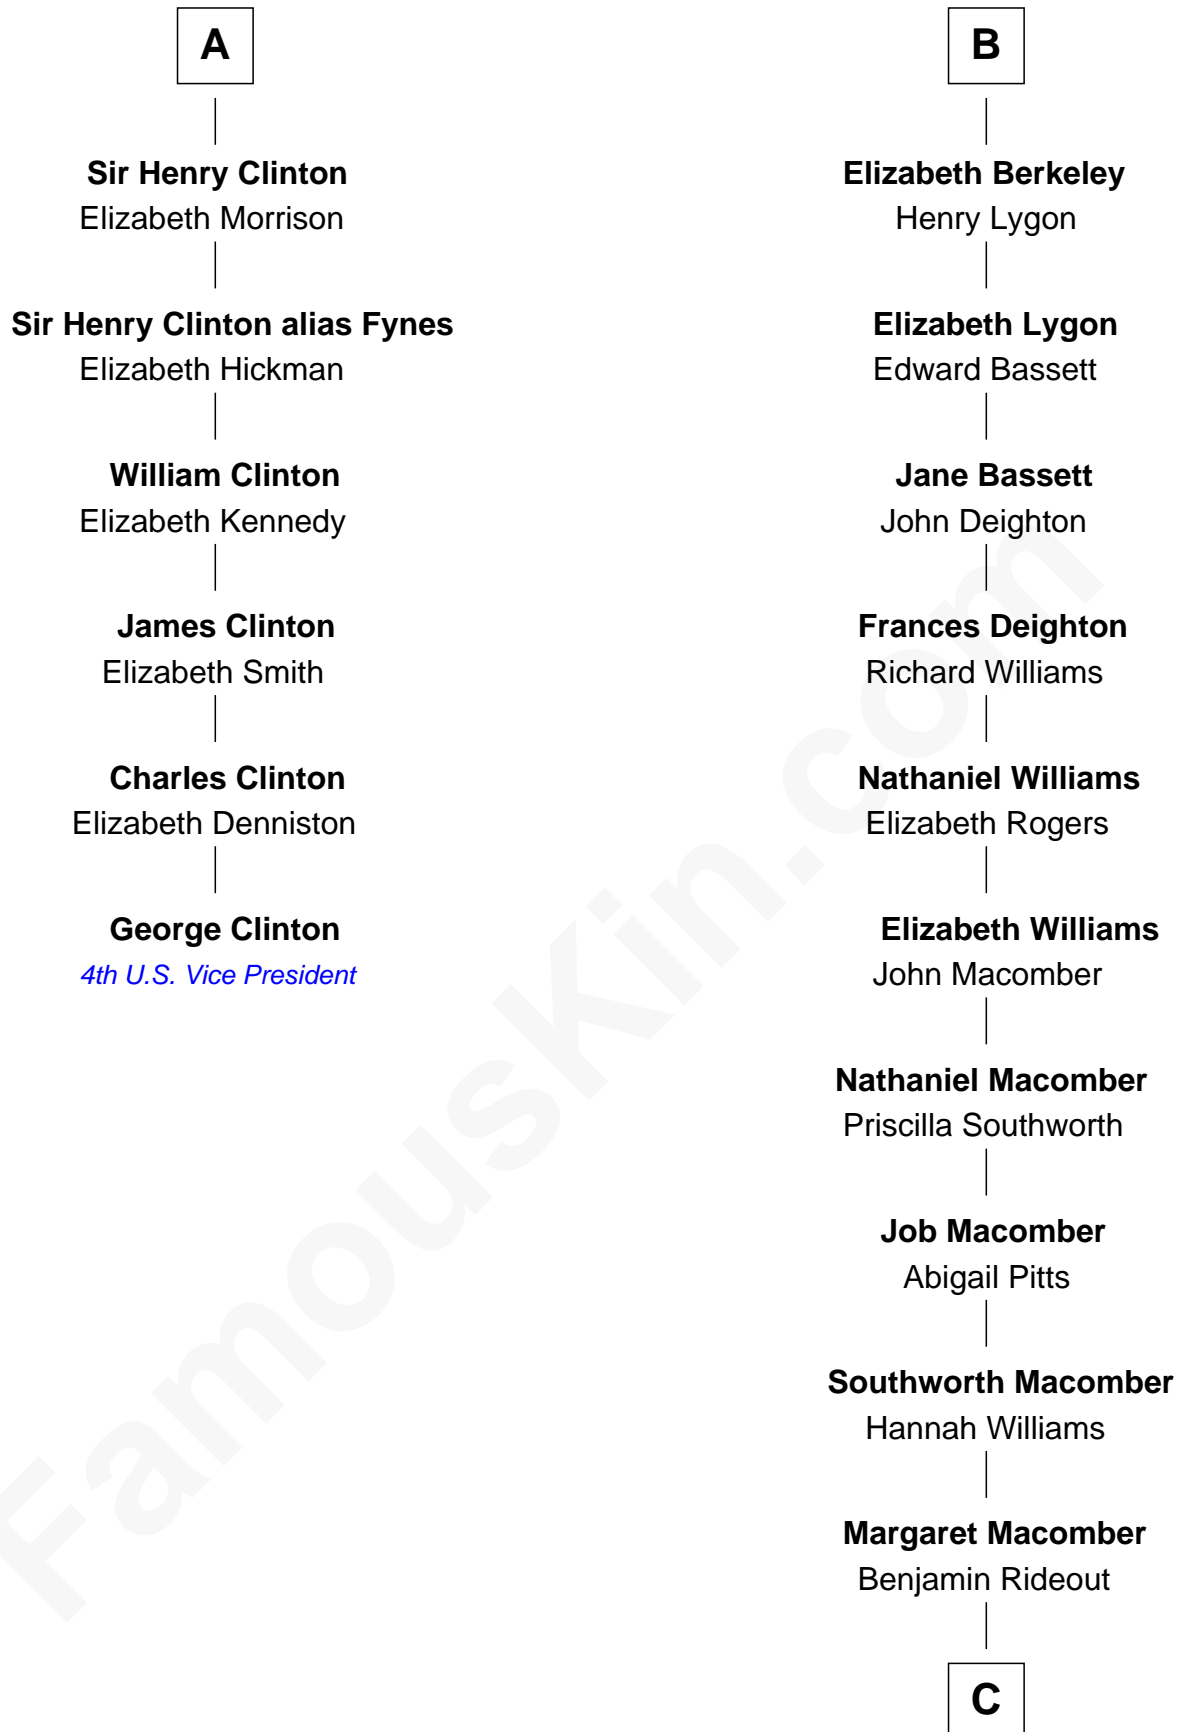 A
Sir Henry Clinton
Elizabeth Morrison
Sir Henry Clinton alias Fynes
Elizabeth Hickman
William Clinton
Elizabeth Kennedy
James Clinton
Elizabeth Smith
Charles Clinton
Elizabeth Denniston
George Clinton
4th U.S. Vice President
B
Elizabeth Berkeley
Henry Lygon
Elizabeth Lygon
Edward Bassett
Jane Bassett
John Deighton
Frances Deighton
Richard Williams
Nathaniel Williams
Elizabeth Rogers
Elizabeth Williams
John Macomber
Nathaniel Macomber
Priscilla Southworth
Job Macomber
Abigail Pitts
Southworth Macomber
Hannah Williams
Margaret Macomber
Benjamin Rideout
C
FamousKin.com